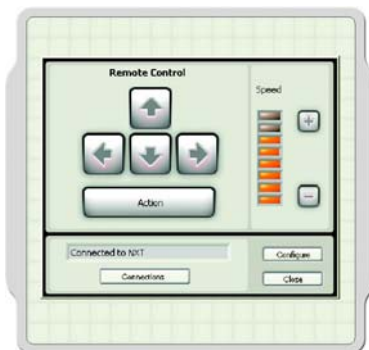 Remote Control
Speed
+
Action
−
Connected to NXT
Configure
Connections
Close